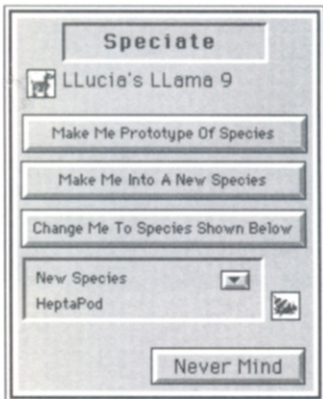 Speciate
LLucia's LLama 9
Make Me Prototype Of Species
Make Me Into A New Species
Change Me To Species Shown Below
New Species
HeptaPod
Never Mind